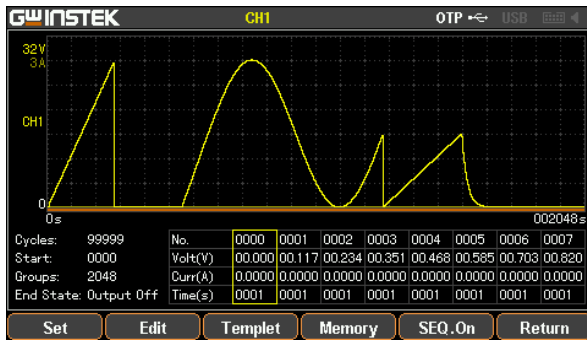 GWINSTEK CH1 OTP USB
32V
3A
CH1
0
0s 002048s
Cycles: 99999 No. 0000 0001 0002 0003 0004 0005 0006 0007
Start: 0000 Volt(V) 00.000 00.117 00.234 00.351 00.468 00.585 00.703 00.820
Groups: 2048 Curr(A) 0.0000 0.0000 0.0000 0.0000 0.0000 0.0000 0.0000 0.0000
End State: Output Off Time(s) 0001 0001 0001 0001 0001 0001 0001 0001
Set Edit Templet Memory SEQ.On Return